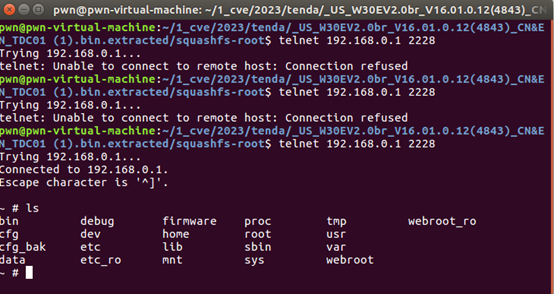 pwn@pwn-virtual-machine: ~/1_cve/2023/tenda/_US_W30EV2.0br_V16.01.0.12(4843)_CN
pwn@pwn-virtual-machine:~/1_cve/2023/tenda/_US_W30EV2.0br_V16.01.0.12(4843)_CN&E
N_TDC01 (1).bin.extracted/squashfs-root$ telnet 192.168.0.1 2228
Trying 192.168.0.1...
telnet: Unable to connect to remote host: Connection refused
pwn@pwn-virtual-machine:~/1_cve/2023/tenda/_US_W30EV2.0br_V16.01.0.12(4843)_CN&E
N_TDC01 (1).bin.extracted/squashfs-root$ telnet 192.168.0.1 2228
Trying 192.168.0.1...
telnet: Unable to connect to remote host: Connection refused
pwn@pwn-virtual-machine:~/1_cve/2023/tenda/_US_W30EV2.0br_V16.01.0.12(4843)_CN&E
N_TDC01 (1).bin.extracted/squashfs-root$ telnet 192.168.0.1 2228
Trying 192.168.0.1...
Connected to 192.168.0.1.
Escape character is '^]'.
~ # ls
bin debug firmware proc tmp webroot_ro
cfg dev home root usr
cfg_bak etc lib sbin var
data etc_ro mnt sys webroot
~ #